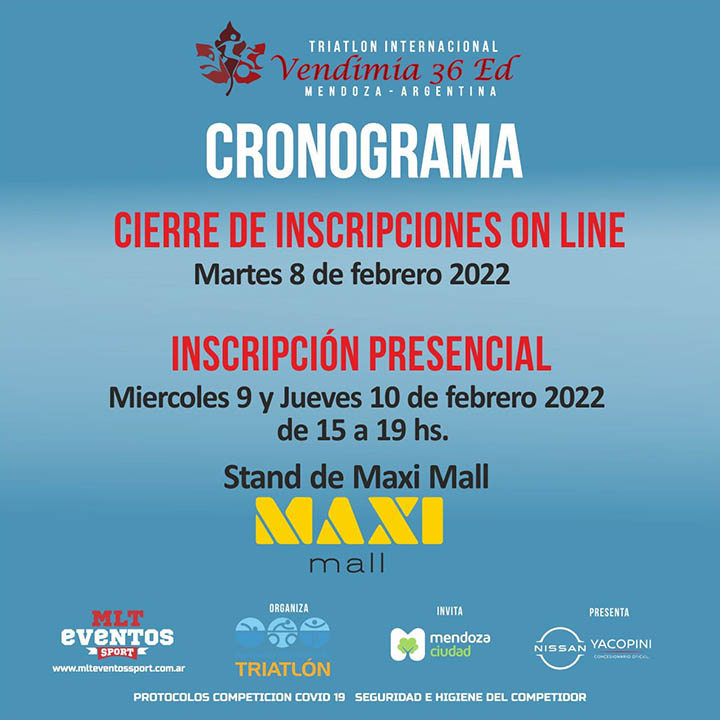 TRIATLON INTERNACIONAL
Vendimia 36 Ed
MENDOZA - ARGENTINA
CRONOGRAMA
CIERRE DE INSCRIPCIONES ON LINE
Martes 8 de febrero 2022
INSCRIPCIÓN PRESENCIAL
Miercoles 9 y Jueves 10 de febrero 2022
de 15 a 19 hs.
Stand de Maxi Mall
MAXI
mall
MLT
eventos
SPORT
www.mlteventossport.com.ar
ORGANIZA
TRIATLÓN
INVITA
mendoza
ciudad
PRESENTA
NISSAN YACOPINI
CONCESIONARIO OFICIAL
PROTOCOLOS COMPETICION COVID 19 SEGURIDAD E HIGIENE DEL COMPETIDOR